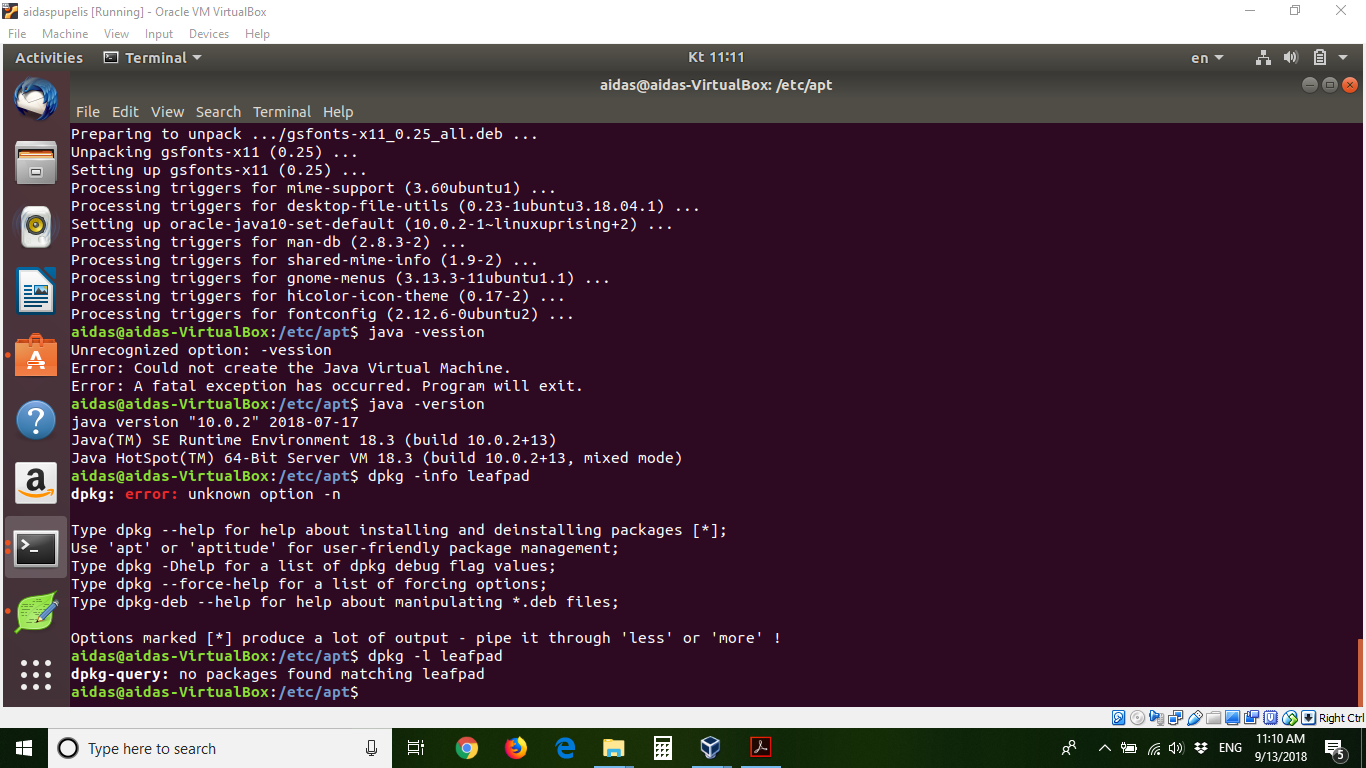 aidaspupelis [Running] - Oracle VM VirtualBox
File Machine View Input Devices Help
Activities Terminal Kt 11:11 en
aidas@aidas-VirtualBox: /etc/apt
File Edit View Search Terminal Help
Preparing to unpack .../gsfonts-x11_0.25_all.deb ...
Unpacking gsfonts-x11 (0.25) ...
Setting up gsfonts-x11 (0.25) ...
Processing triggers for mime-support (3.60ubuntu1) ...
Processing triggers for desktop-file-utils (0.23-1ubuntu3.18.04.1) ...
Setting up oracle-java10-set-default (10.0.2-1~linuxuprising+2) ...
Processing triggers for man-db (2.8.3-2) ...
Processing triggers for shared-mime-info (1.9-2) ...
Processing triggers for gnome-menus (3.13.3-11ubuntu1.1) ...
Processing triggers for hicolor-icon-theme (0.17-2) ...
Processing triggers for fontconfig (2.12.6-0ubuntu2) ...
aidas@aidas-VirtualBox:/etc/apt$ java -vession
Unrecognized option: -vession
Error: Could not create the Java Virtual Machine.
Error: A fatal exception has occurred. Program will exit.
aidas@aidas-VirtualBox:/etc/apt$ java -version
java version "10.0.2" 2018-07-17
Java(TM) SE Runtime Environment 18.3 (build 10.0.2+13)
Java HotSpot(TM) 64-Bit Server VM 18.3 (build 10.0.2+13, mixed mode)
aidas@aidas-VirtualBox:/etc/apt$ dpkg -info leafpad
dpkg: error: unknown option -n
Type dpkg --help for help about installing and deinstalling packages [*];
Use 'apt' or 'aptitude' for user-friendly package management;
Type dpkg -Dhelp for a list of dpkg debug flag values;
Type dpkg --force-help for a list of forcing options;
Type dpkg-deb --help for help about manipulating *.deb files;
Options marked [*] produce a lot of output - pipe it through 'less' or 'more' !
aidas@aidas-VirtualBox:/etc/apt$ dpkg -l leafpad
dpkg-query: no packages found matching leafpad
aidas@aidas-VirtualBox:/etc/apt$
Right Ctrl
Type here to search
ENG
11:10 AM
9/13/2018
5